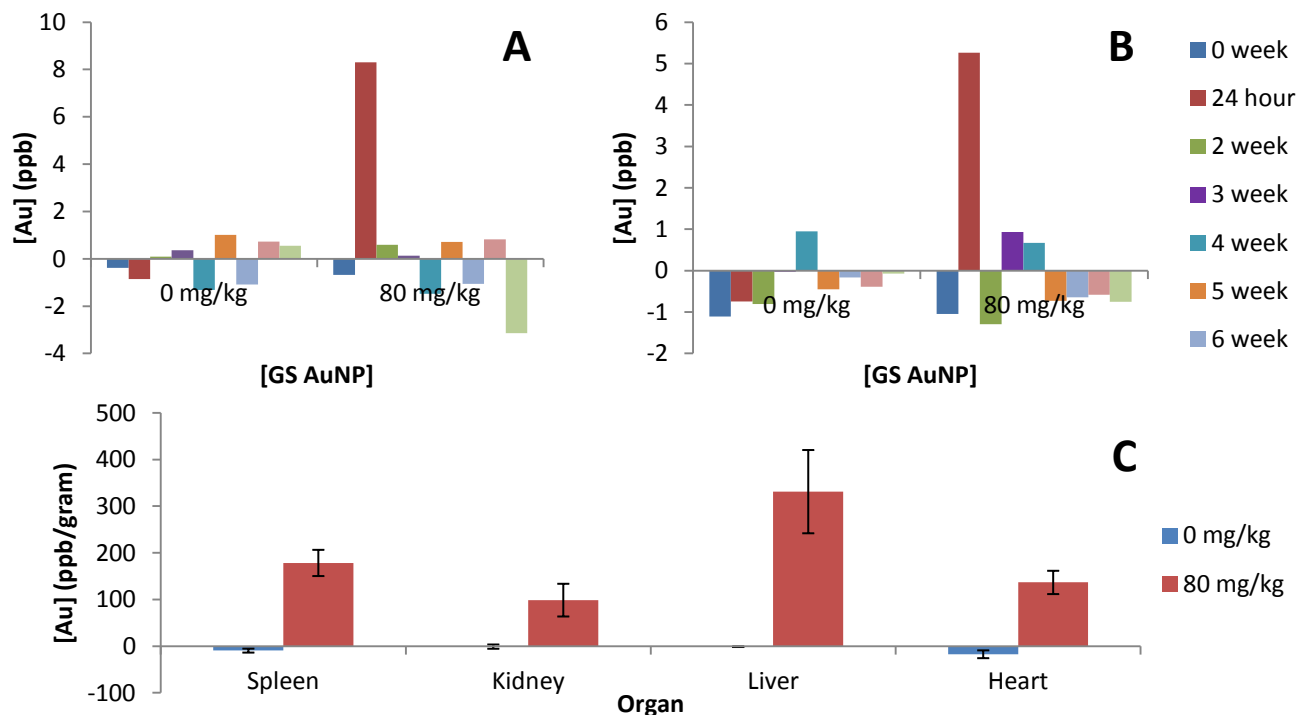 A
10
8
6
4
2
0
-2
-4
[Au] (ppb)
0 mg/kg
80 mg/kg
[GS AuNP]
B
6
5
4
3
2
1
0
-1
-2
[Au] (ppb)
0 mg/kg
80 mg/kg
[GS AuNP]
0 week
24 hour
2 week
3 week
4 week
5 week
6 week
C
500
400
300
200
100
0
-100
[Au] (ppb/gram)
Spleen
Kidney
Liver
Heart
Organ
0 mg/kg
80 mg/kg